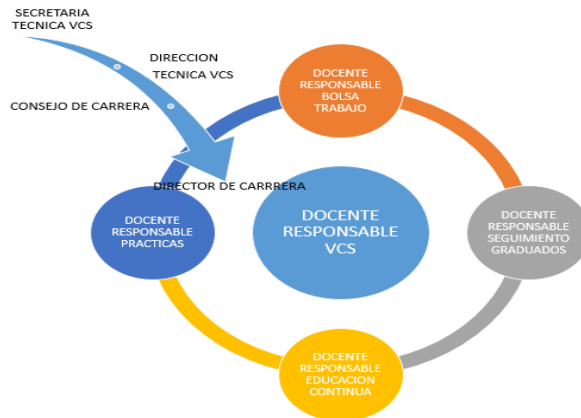 SECRETARIA
TECNICA VCS
DIRECCION
TECNICA VCS
CONSEJO DE CARRERA
DIRECTOR DE CARRRERA
DOCENTE
RESPONSABLE
BOLSA
TRABAJO
DOCENTE
RESPONSABLE
PRACTICAS
DOCENTE
RESPONSABLE
VCS
DOCENTE
RESPONSABLE
SEGUIMIENTO
GRADUADOS
DOCENTE
RESPONSABLE
EDUCACION
CONTINUA